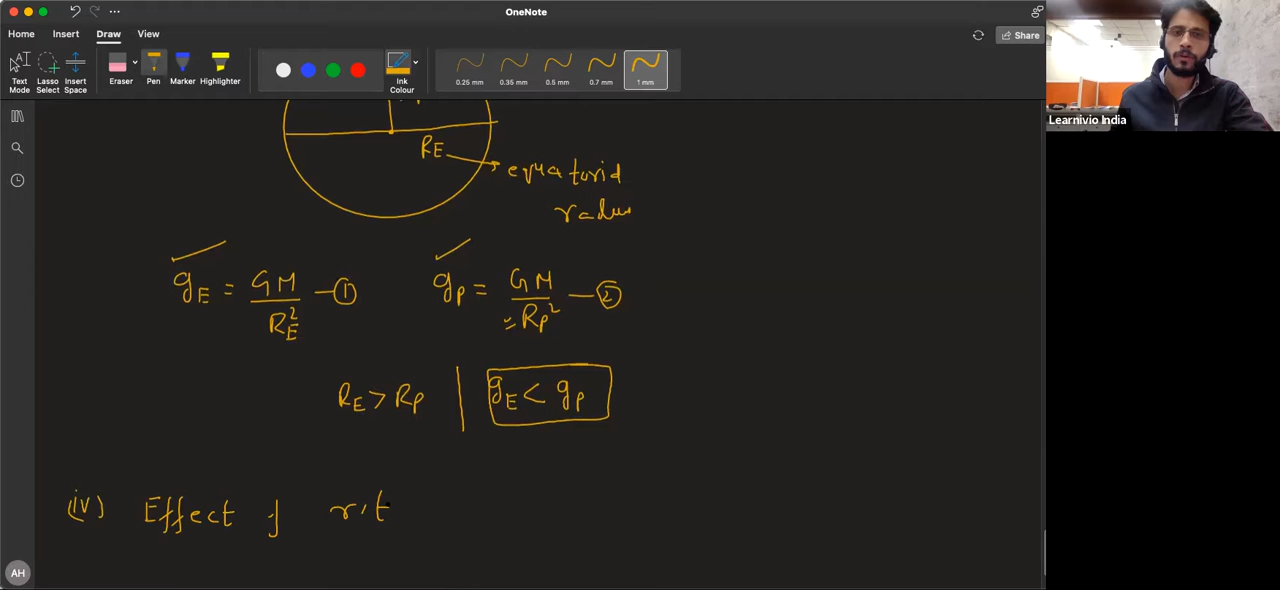 OneNote
Home Insert Draw View
Share
Text Mode
Lasso Select
Insert Space
Eraser
Pen
Marker
Highlighter
Ink Colour
0.25 mm
0.35 mm
0.5 mm
0.7 mm
1 mm
Learnivio India
RE
equatorid
radius
gE = GM/RE² —①
gP = GM/RP² —②
RE > RP | gE < gP
(iv) Effect of rot
AH